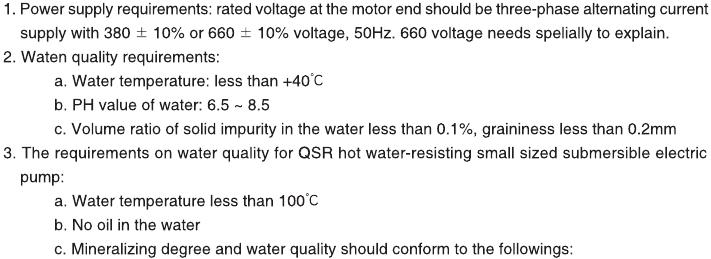 1. Power supply requirements: rated voltage at the motor end should be three-phase alternating current
supply with 380 ± 10% or 660 ± 10% voltage, 50Hz. 660 voltage needs spelially to explain.
2. Waten quality requirements:
a. Water temperature: less than +40°C
b. PH value of water: 6.5 ~ 8.5
c. Volume ratio of solid impurity in the water less than 0.1%, graininess less than 0.2mm
3. The requirements on water quality for QSR hot water-resisting small sized submersible electric
pump:
a. Water temperature less than 100°C
b. No oil in the water
c. Mineralizing degree and water quality should conform to the followings: